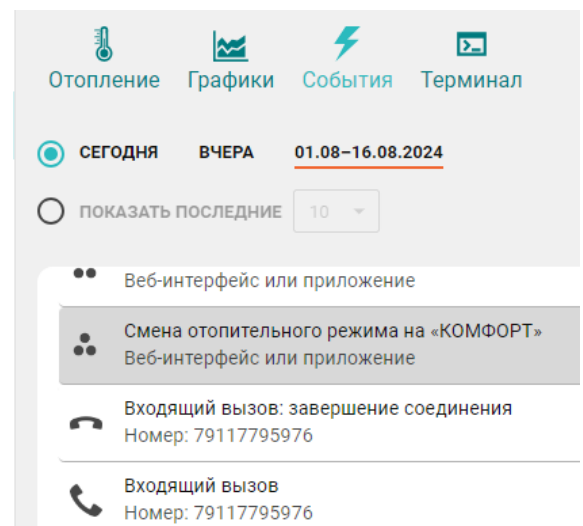 Отопление Графики События Терминал
СЕГОДНЯ ВЧЕРА 01.08–16.08.2024
ПОКАЗАТЬ ПОСЛЕДНИЕ 10
Веб-интерфейс или приложение
Смена отопительного режима на «КОМФОРТ»
Веб-интерфейс или приложение
Входящий вызов: завершение соединения
Номер: 79117795976
Входящий вызов
Номер: 79117795976